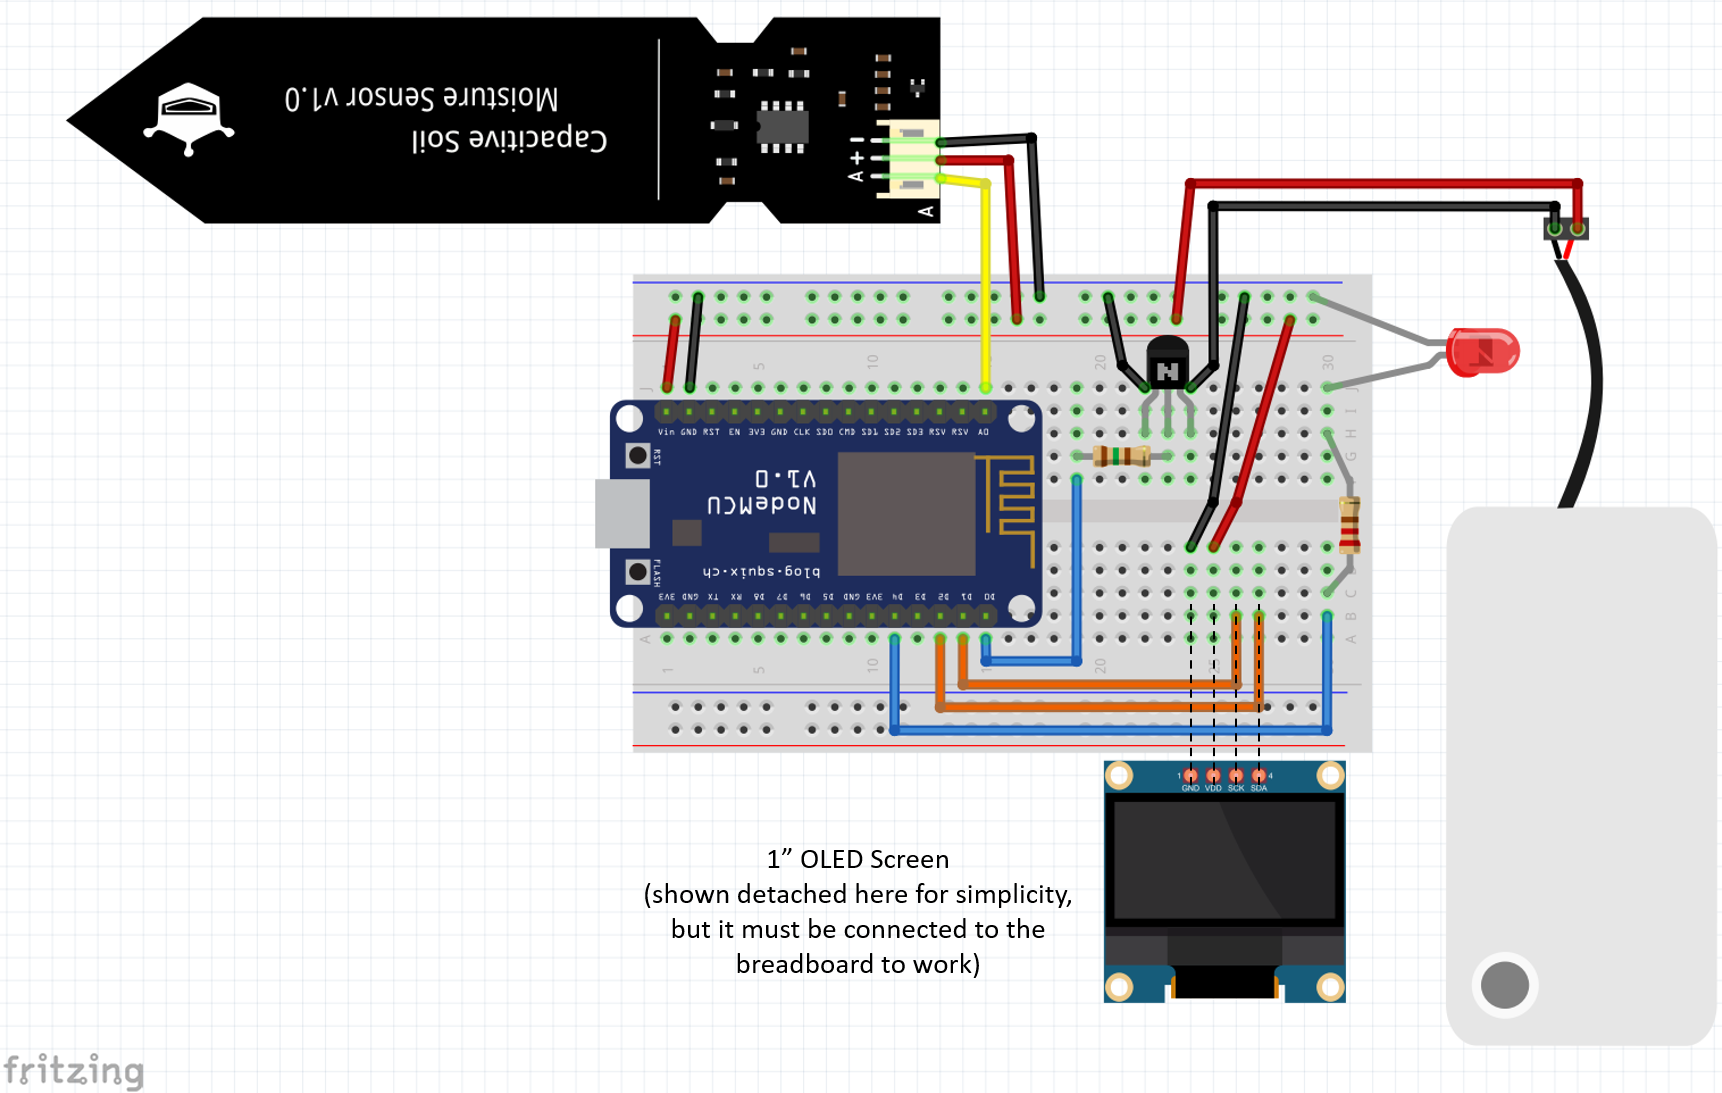 Capacitive Soil
Moisture Sensor v1.0
-
+
A
A
5
10
20
30
J
I
H
G
Vin GND RST EN 3V3 GND CLK SD0 CMD SD1 SD2 SD3 RSV RSV A0
RST
NodeMCU
V1.0
blog.squix.ch
FLASH
3V3 GND TX RX D8 D7 D6 D5 GND 3V3 D4 D3 D2 D1 D0
C
B
A
A
1
5
10
20
1
4
GND VDD SCK SDA
N
1” OLED Screen
(shown detached here for simplicity,
but it must be connected to the
breadboard to work)
fritzing